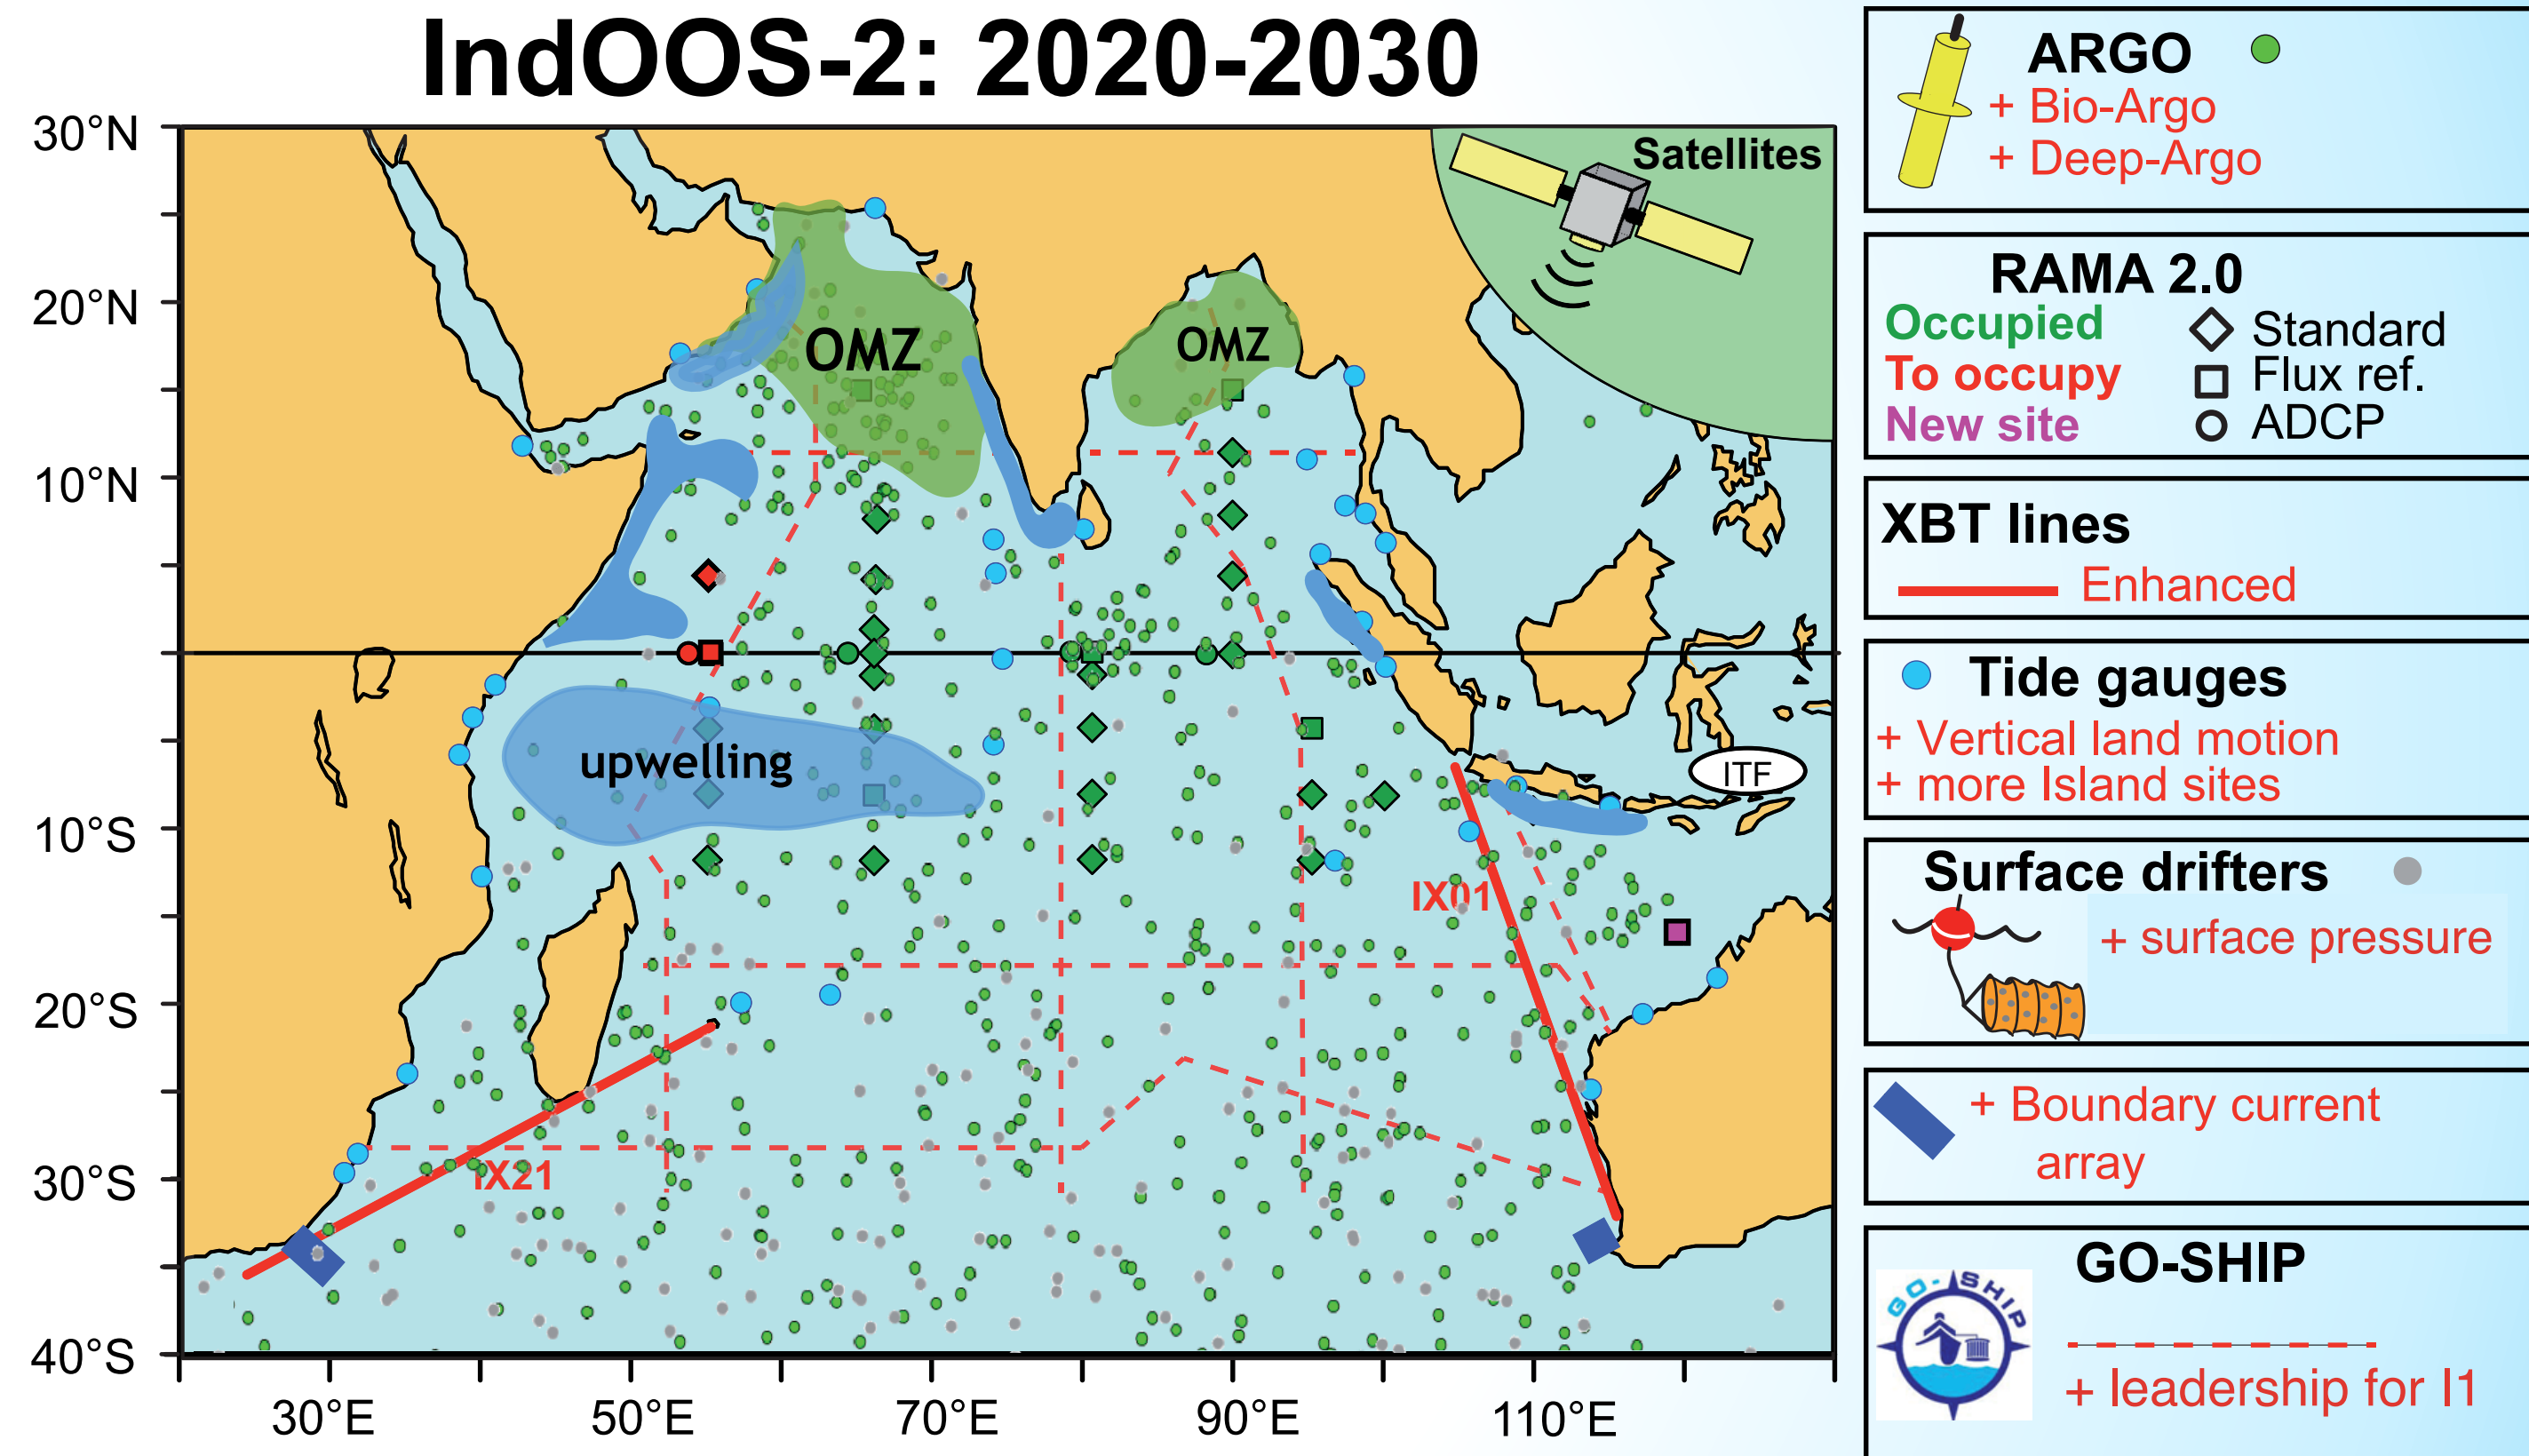 IndOOS-2: 2020-2030
30°N
20°N
10°N
10°S
20°S
30°S
40°S
30°E
50°E
70°E
90°E
110°E
Satellites
OMZ
OMZ
upwelling
ITF
IX01
IX21
ARGO
+ Bio-Argo
+ Deep-Argo
RAMA 2.0
Occupied
To occupy
New site
Standard
Flux ref.
ADCP
XBT lines
Enhanced
Tide gauges
+ Vertical land motion
+ more Island sites
Surface drifters
+ surface pressure
+ Boundary current
array
GO-SHIP
GO-SHIP
+ leadership for I1